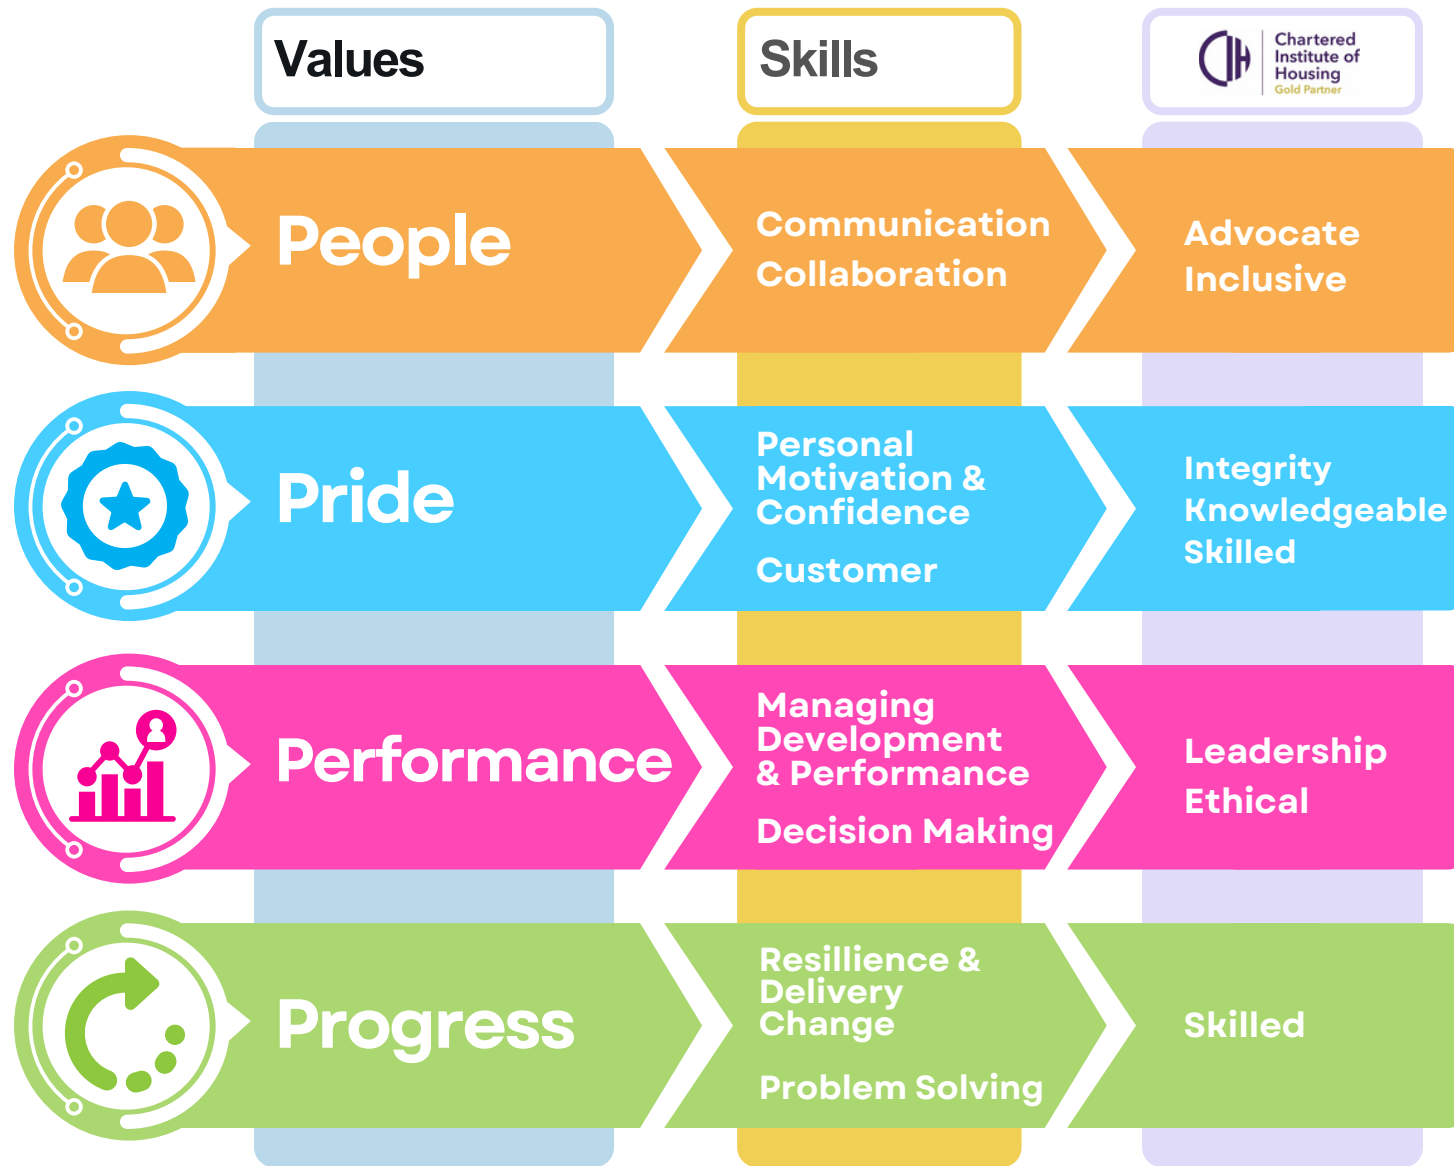 Values
Skills
Chartered
Institute of
Housing
Gold Partner
People
Communication
Collaboration
Advocate
Inclusive
Pride
Personal
Motivation &
Confidence
Customer
Integrity
Knowledgeable
Skilled
Performance
Managing
Development
& Performance
Decision Making
Leadership
Ethical
Progress
Resillience &
Delivery
Change
Problem Solving
Skilled